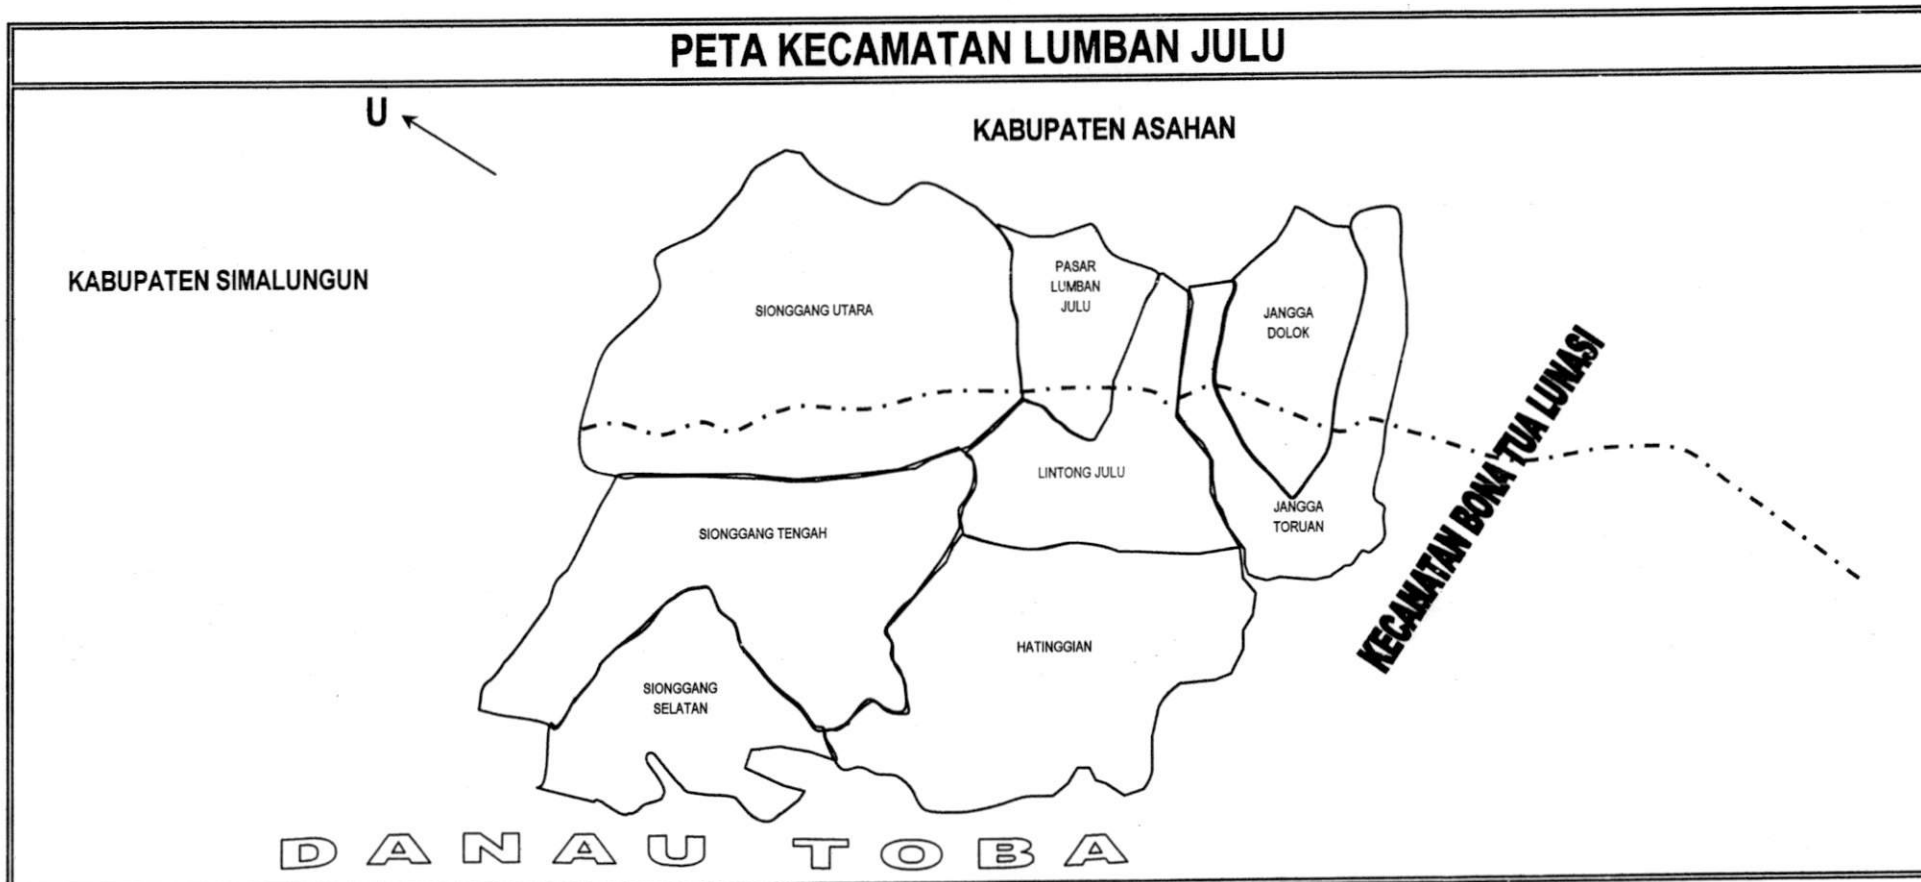 PETA KECAMATAN LUMBAN JULU
U
KABUPATEN ASAHAN
KABUPATEN SIMALUNGUN
SIONGGANG UTARA
PASAR
LUMBAN
JULU
JANGGA
DOLOK
KECAMATAN BONA TUA LUNASI
LINTONG JULU
JANGGA
TORUAN
SIONGGANG TENGAH
HATINGGIAN
SIONGGANG
SELATAN
DANAU TOBA